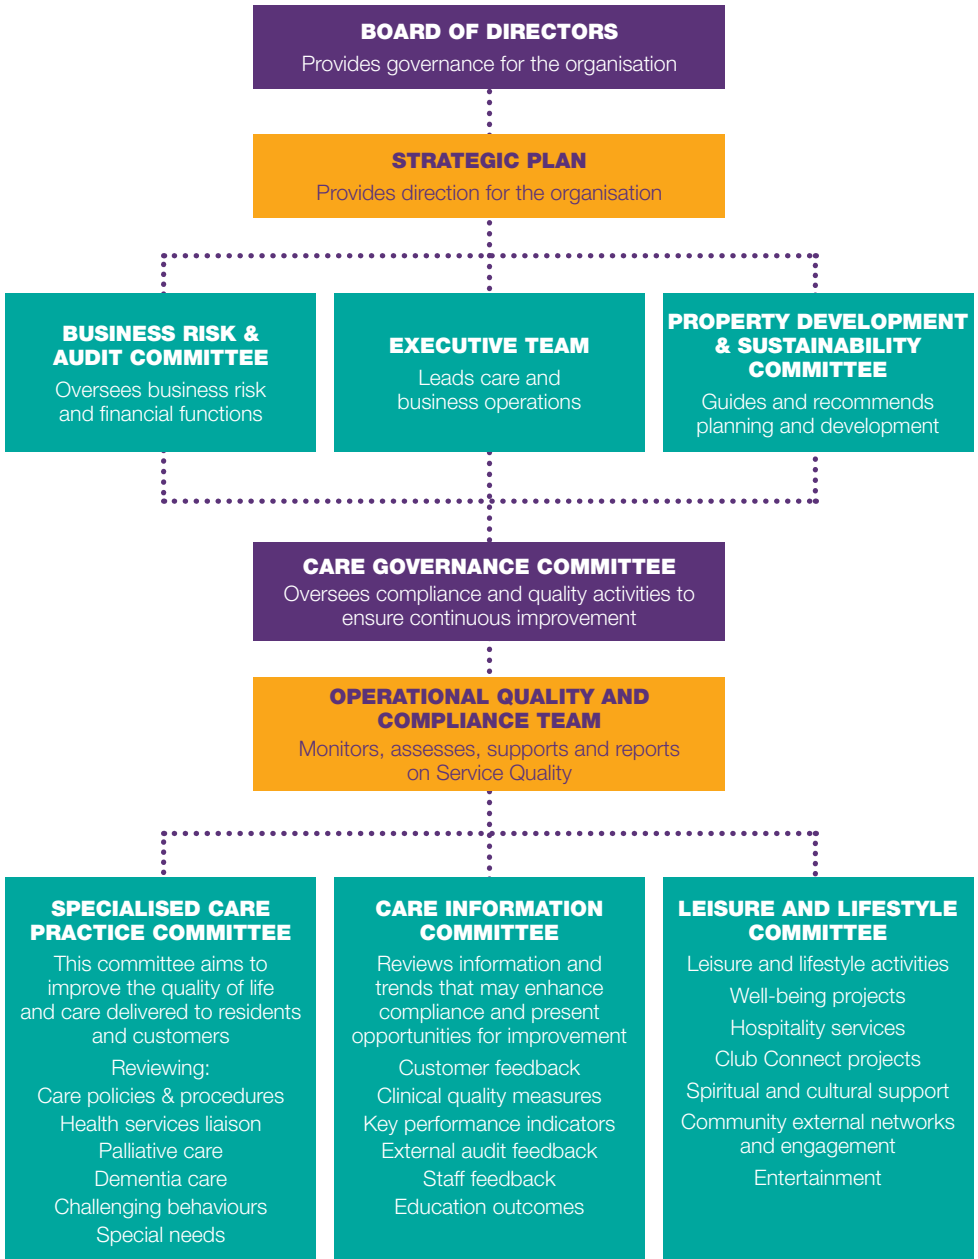 BOARD OF DIRECTORS
Provides governance for the organisation
STRATEGIC PLAN
Provides direction for the organisation
BUSINESS RISK &
AUDIT COMMITTEE
Oversees business risk
and financial functions
EXECUTIVE TEAM
Leads care and
business operations
PROPERTY DEVELOPMENT
& SUSTAINABILITY
COMMITTEE
Guides and recommends
planning and development
CARE GOVERNANCE COMMITTEE
Oversees compliance and quality activities to
ensure continuous improvement
OPERATIONAL QUALITY AND
COMPLIANCE TEAM
Monitors, assesses, supports and reports
on Service Quality
SPECIALISED CARE
PRACTICE COMMITTEE
This committee aims to
improve the quality of life
and care delivered to residents
and customers
Reviewing:
Care policies & procedures
Health services liaison
Palliative care
Dementia care
Challenging behaviours
Special needs
CARE INFORMATION
COMMITTEE
Reviews information and
trends that may enhance
compliance and present
opportunities for improvement
Customer feedback
Clinical quality measures
Key performance indicators
External audit feedback
Staff feedback
Education outcomes
LEISURE AND LIFESTYLE
COMMITTEE
Leisure and lifestyle activities
Well-being projects
Hospitality services
Club Connect projects
Spiritual and cultural support
Community external networks
and engagement
Entertainment